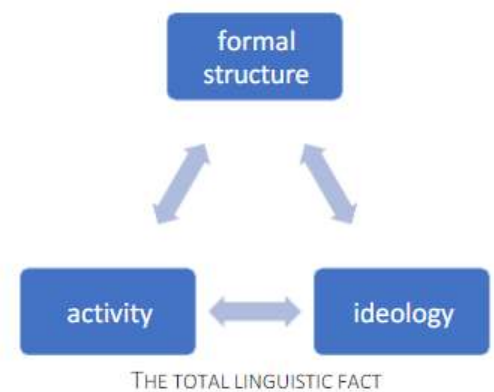 formal
structure
activity
ideology
THE TOTAL LINGUISTIC FACT